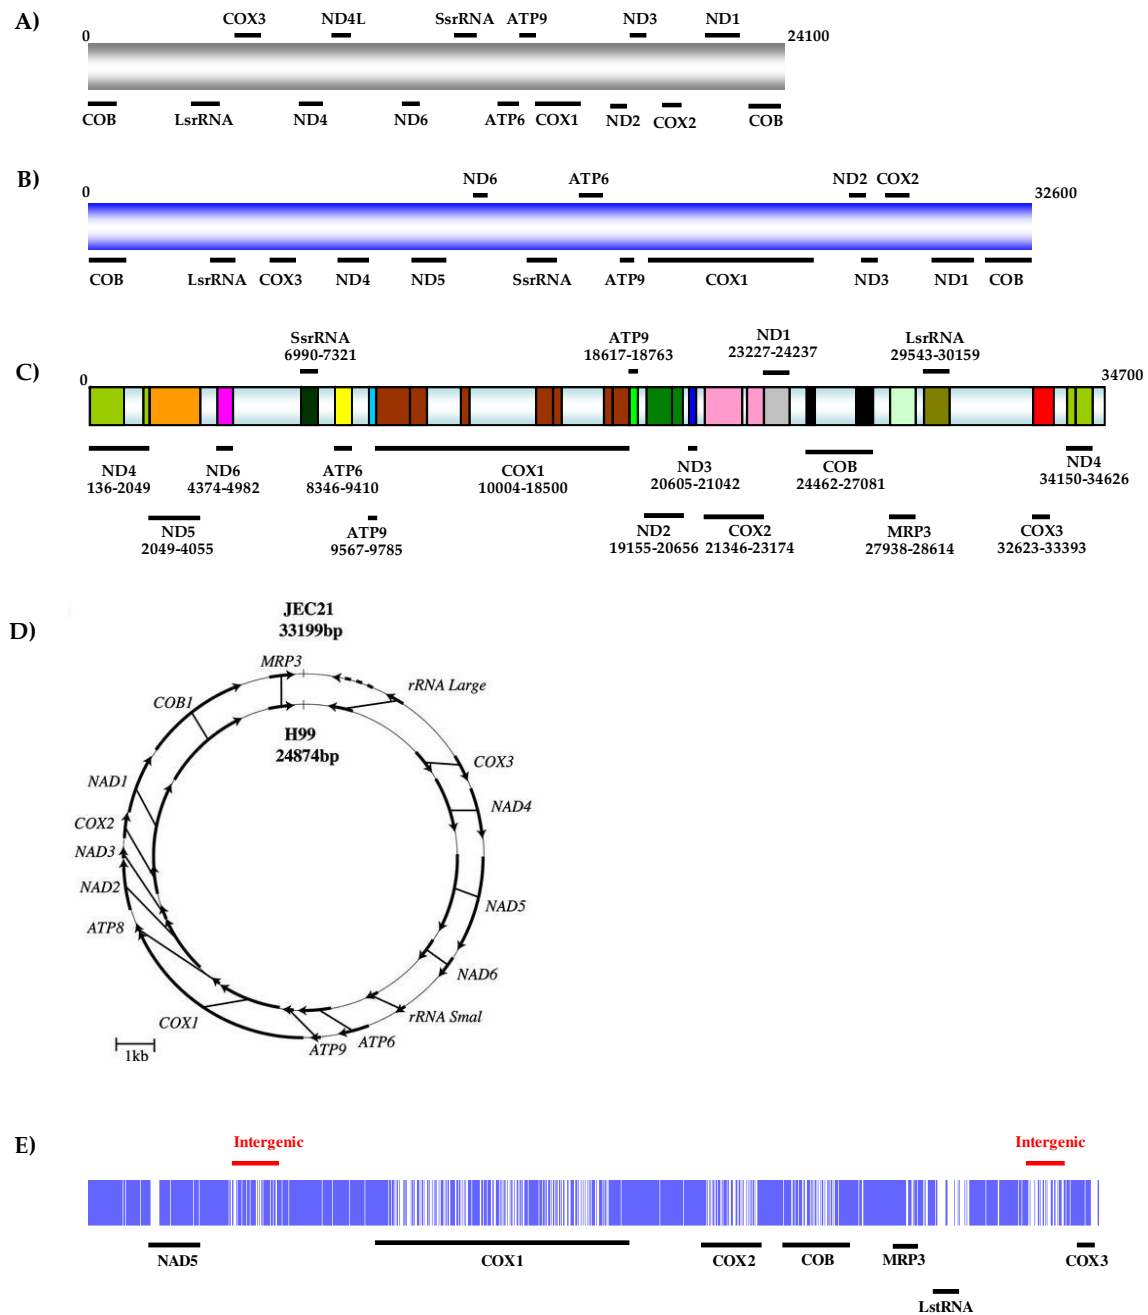 A)
COX3 ND4L SsrRNA ATP9 ND3 ND1
0 24100
COB LsrRNA ND4 ND6 ATP6 COX1 ND2 COX2 COB
B)
ND6 ATP6 ND2 COX2
0 32600
COB LsrRNA COX3 ND4 ND5 SsrRNA ATP9 COX1 ND3 ND1 COB
SsrRNA ATP9 ND1 LsrRNA
6990-7321 18617-18763 23227-24237 29543-30159
C)
0 34700
ND4 ND6 ATP6 COX1 ND3 COB ND4
136-2049 4374-4982 8346-9410 10004-18500 20605-21042 24462-27081 34150-34626
ND5 ATP9 ND2 COX2 MRP3 COX3
2049-4055 9567-9785 19155-20656 21346-23174 27938-28614 32623-33393
D)
JEC21
33199bp
MRP3
rRNA Large
COB1
H99
24874bp
COX3
NAD1
NAD4
COX2
NAD3
NAD2
NAD5
ATP8
NAD6
rRNA Smal
COX1
ATP9 ATP6
1kb
E)
Intergenic Intergenic
NAD5 COX1 COX2 COB MRP3 COX3
LstRNA